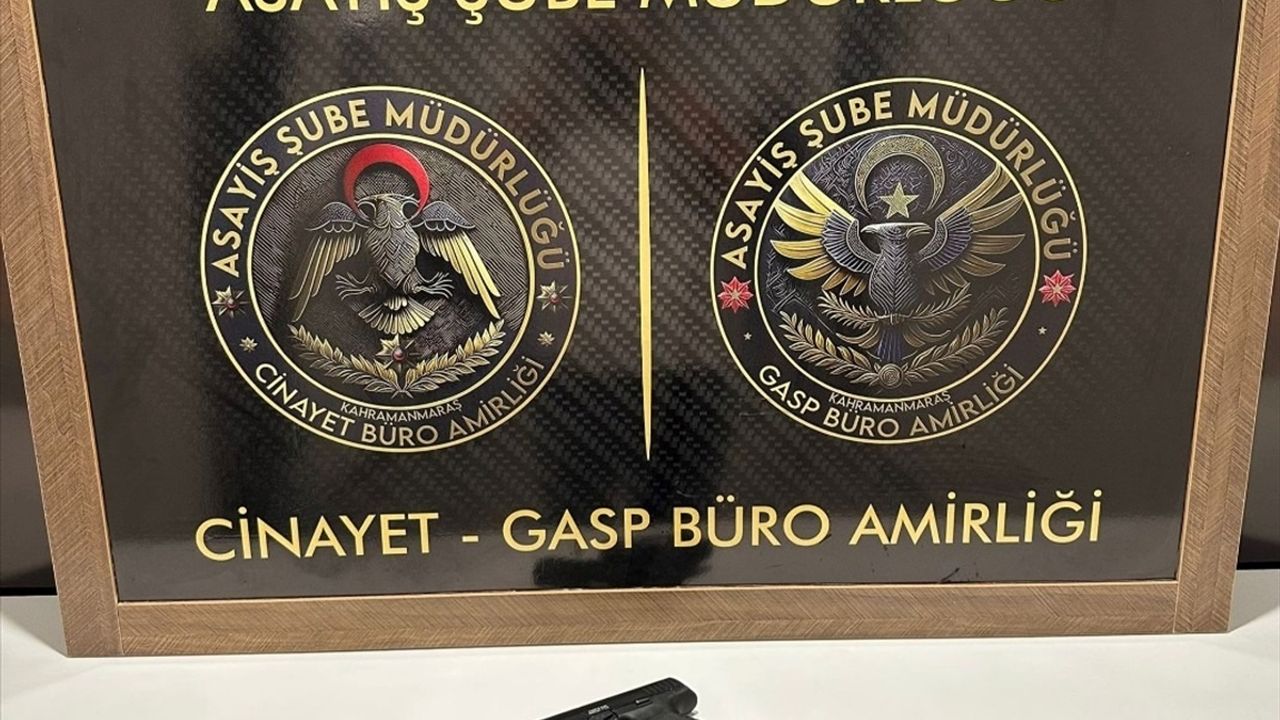 ASAYİŞ ŞUBE MÜDÜRLÜĞÜ
ASAYİŞ ŞUBE MÜDÜRLÜĞÜ
KAHRAMANMARAŞ
CİNAYET BÜRO AMİRLİĞİ
ASAYİŞ ŞUBE MÜDÜRLÜĞÜ
KAHRAMANMARAŞ
GASP BÜRO AMİRLİĞİ
CİNAYET - GASP BÜRO AMİRLİĞİ